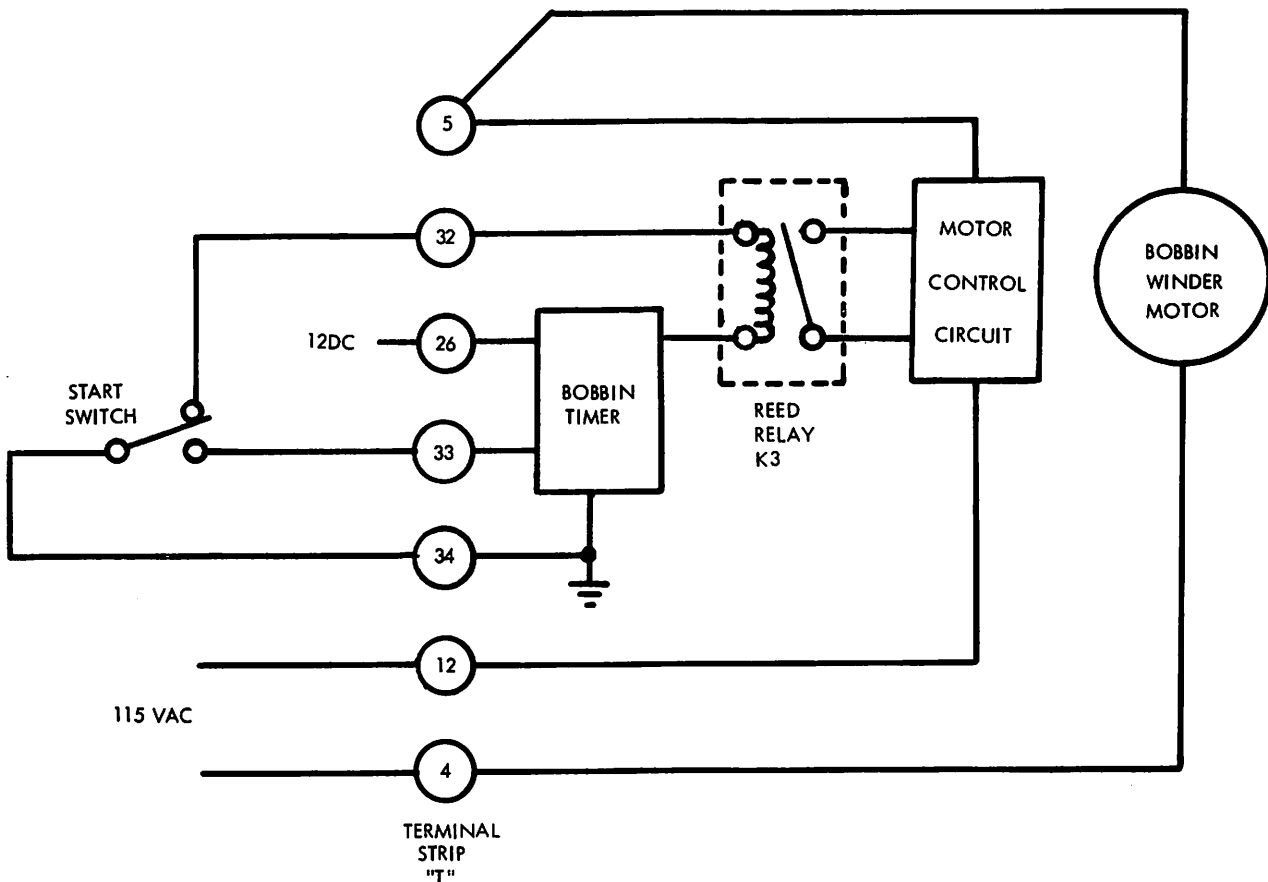 5
32
MOTOR
CONTROL
CIRCUIT
BOBBIN
WINDER
MOTOR
12DC
26
BOBBIN
TIMER
START
SWITCH
REED
RELAY
K3
33
34
12
115 VAC
4
TERMINAL
STRIP
"T"